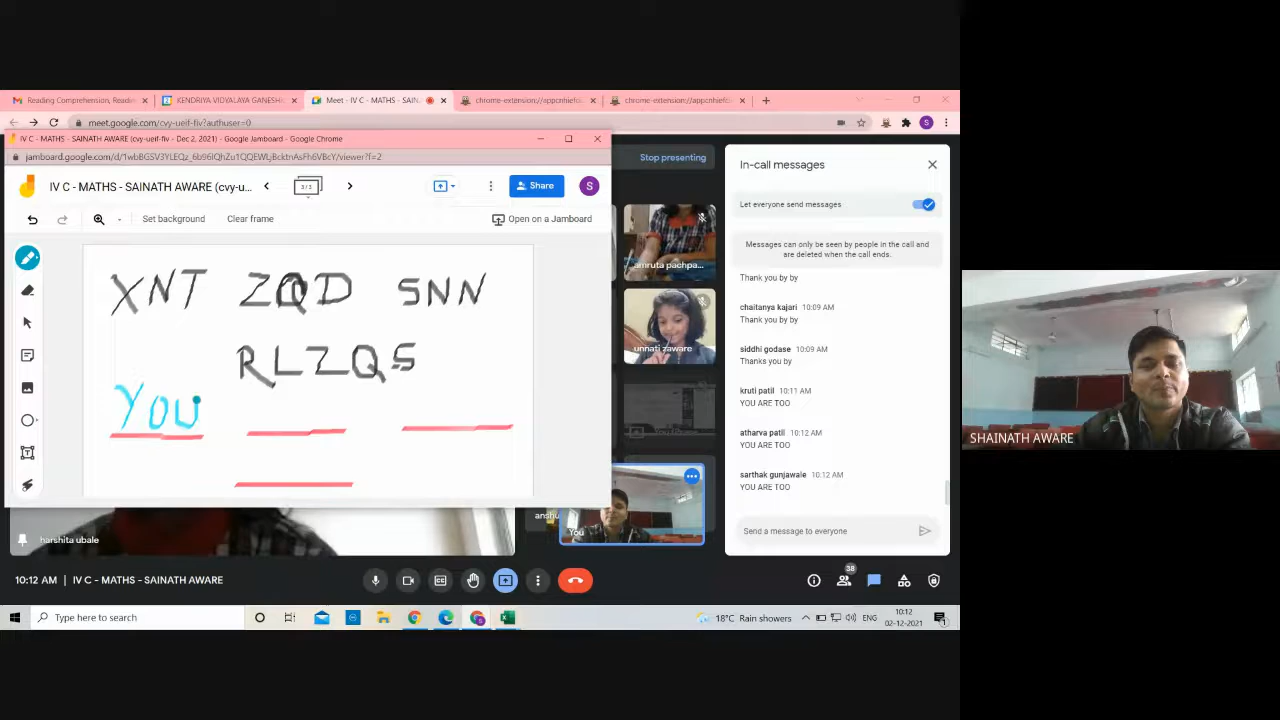 Reading Comprehension, Readin
KENDRIYA VIDYALAYA GANESHK
Meet - IV C - MATHS - SAIN
chrome-extension://appcnhiefc
chrome-extension://appcnhiefc
meet.google.com/cvy-ueif-fiv?authuser=0
IV C - MATHS - SAINATH AWARE (cvy-ueif-fiv - Dec 2, 2021) - Google Jamboard - Google Chrome
IV C - MATHS - SAINATH AWARE (cvy-u...
3/3
Share
S
Set background
Clear frame
Open on a Jamboard
XNT ZQD SNN
RLZQS
YOU
Stop presenting
amruta pachpa...
unnati zaware
anshu
You
harshita ubale
In-call messages
Let everyone send messages
Messages can only be seen by people in the call and
are deleted when the call ends.
Thank you by by
chaitanya kajari 10:09 AM
Thank you by by
siddhi godase 10:09 AM
Thanks you by
kruti patil 10:11 AM
YOU ARE TOO
atharva patil 10:12 AM
YOU ARE TOO
sarthak gunjawale 10:12 AM
YOU ARE TOO
Send a message to everyone
SHAINATH AWARE
10:12 AM | IV C - MATHS - SAINATH AWARE
38
Type here to search
18°C Rain showers
ENG
10:12
02-12-2021